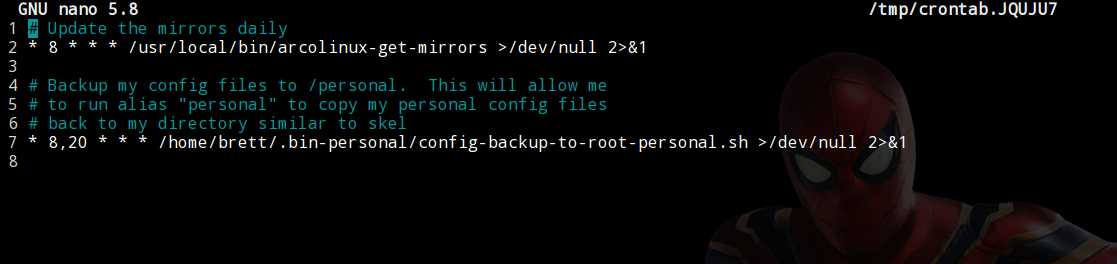 GNU nano 5.8 /tmp/crontab.JQUJU7
1 # Update the mirrors daily
2 * 8 * * * /usr/local/bin/arcolinux-get-mirrors >/dev/null 2>&1
3
4 # Backup my config files to /personal.  This will allow me
5 # to run alias "personal" to copy my personal config files
6 # back to my directory similar to skel
7 * 8,20 * * * /home/brett/.bin-personal/config-backup-to-root-personal.sh >/dev/null 2>&1
8